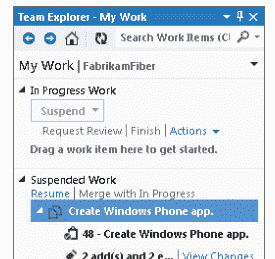 Team Explorer - My Work
Search Work Items (C
My Work | FabrikamFiber
In Progress Work
Suspend
Request Review | Finish | Actions
Drag a work item here to get started.
Suspended Work
Resume | Merge with In Progress
Create Windows Phone app.
48 - Create Windows Phone app.
2 add(s) and 2 e... | View Changes